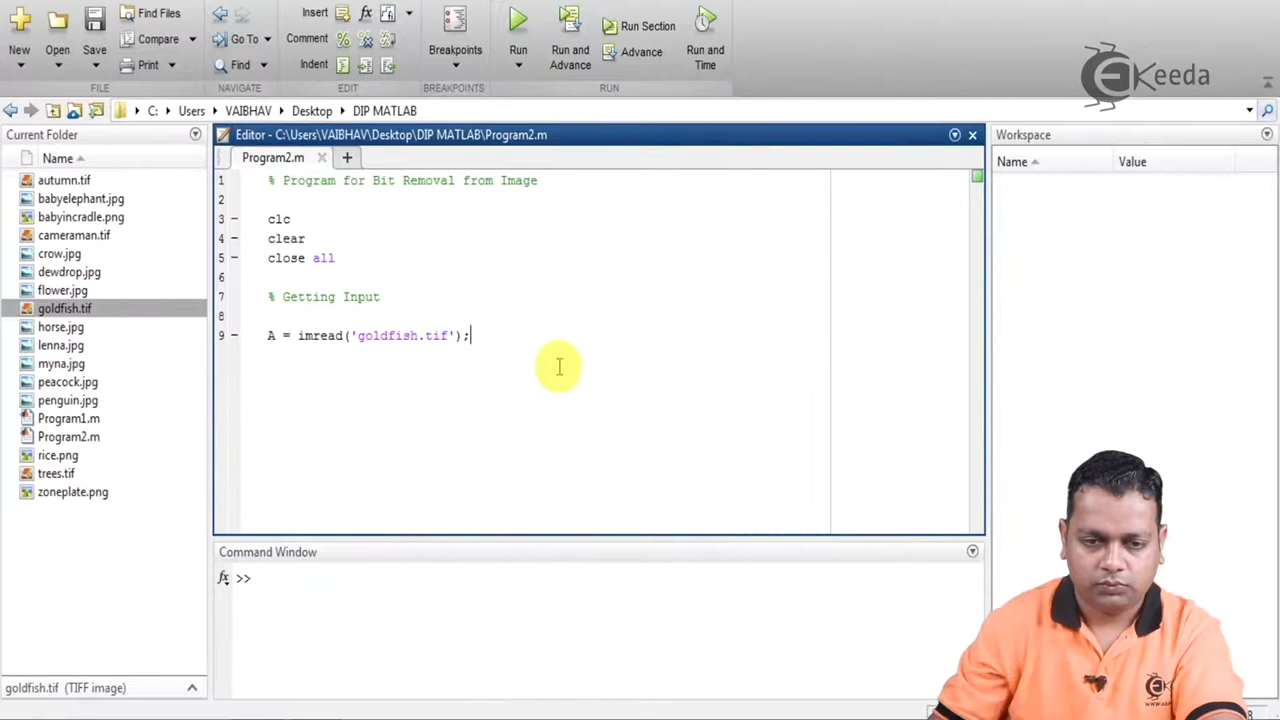 New
Open
Save
Find Files
Compare
Print
FILE
Go To
Find
NAVIGATE
Insert
fx
Comment
Indent
EDIT
Breakpoints
BREAKPOINTS
Run
Run and Advance
Run Section
Advance
Run and Time
RUN
EKeeda
C:
Users
VAIBHAV
Desktop
DIP MATLAB
Current Folder
Name
autumn.tif
babyelephant.jpg
babyincradle.png
cameraman.tif
crow.jpg
dewdrop.jpg
flower.jpg
goldfish.tif
horse.jpg
lenna.jpg
myna.jpg
peacock.jpg
penguin.jpg
Program1.m
Program2.m
rice.png
trees.tif
zoneplate.png
goldfish.tif (TIFF image)
Editor - C:\Users\VAIBHAV\Desktop\DIP MATLAB\Program2.m
Program2.m
1 % Program for Bit Removal from Image
2
3 - clc
4 - clear
5 - close all
6
7 % Getting Input
8
9 - A = imread('goldfish.tif');
Command Window
fx >>
Workspace
Name Value